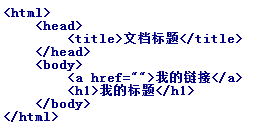 <html>
<head>
<title>文档标题</title>
</head>
<body>
<a href="">我的链接</a>
<h1>我的标题</h1>
</body>
</html>